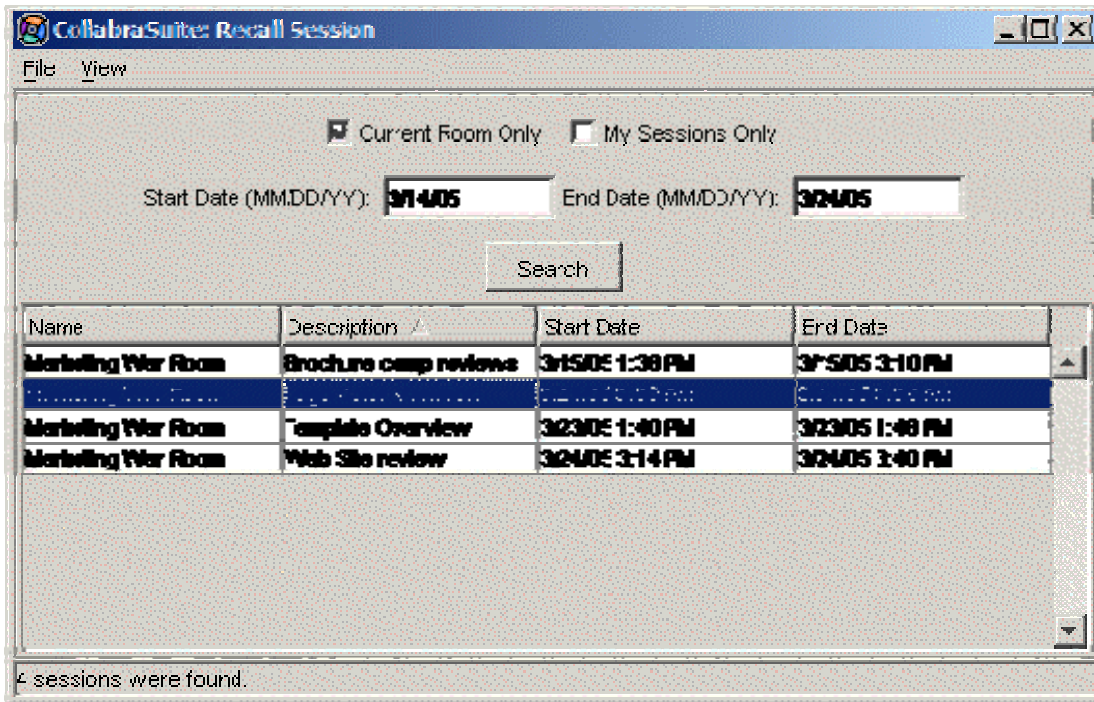 CollabraSuite: Recall Session
File View
Current Room Only My Sessions Only
Start Date (MM/DD/YY): 3/14/05 End Date (MM/DD/YY): 3/24/05
Search
Name Description Start Date End Date
Marketing War Room Brochure comp reviews 3/15/05 1:38 PM 3/15/05 3:10 PM
Marketing War Room Template Overview 3/23/05 1:40 PM 3/23/05 1:48 PM
Marketing War Room Web Site review 3/24/05 3:14 PM 3/24/05 3:40 PM
4 sessions were found.